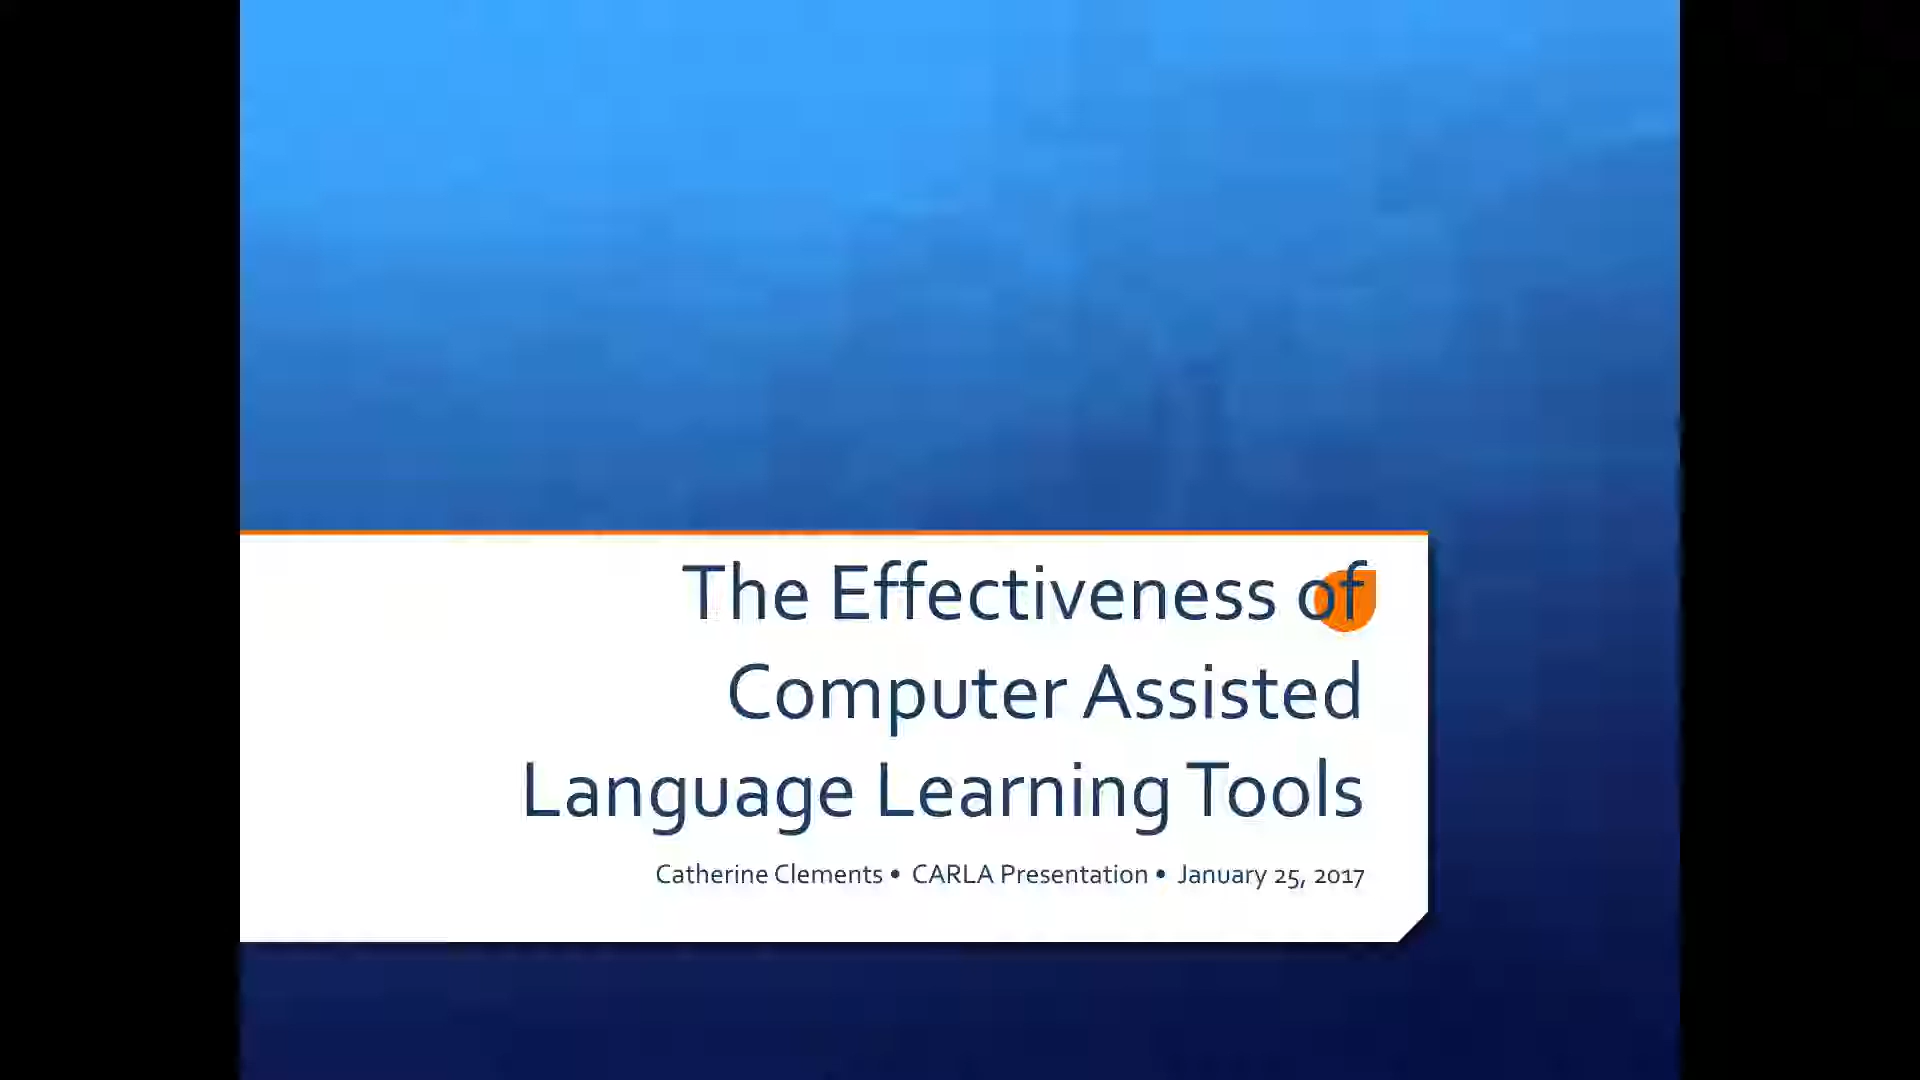 The Effectiveness of
Computer Assisted
Language Learning Tools
Catherine Clements • CARLA Presentation • January 25, 2017